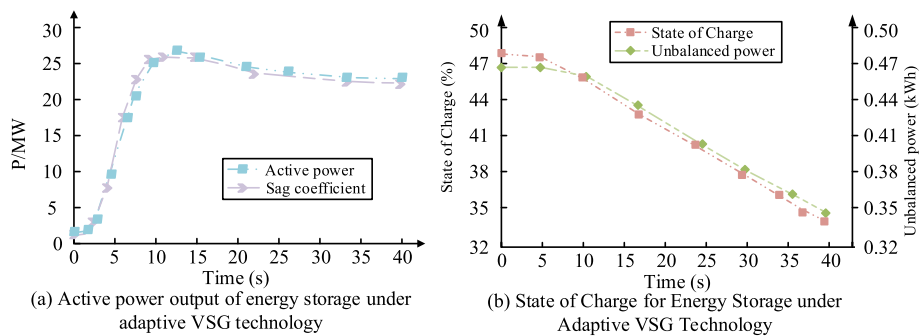 30
25
20
15
10
5
0
P/MW
Active power
Sag coefficient
0 5 10 15 20 25 30 35 40
Time (s)
(a) Active power output of energy storage under
adaptive VSG technology
50
47
44
41
38
35
32
State of Charge (%)
State of Charge
Unbalanced power
0.50
0.46
0.44
0.41
0.38
0.35
0.32
Unbalanced power (kWh)
0 5 10 15 20 25 30 35 40
Time (s)
(b) State of Charge for Energy Storage under
Adaptive VSG Technology